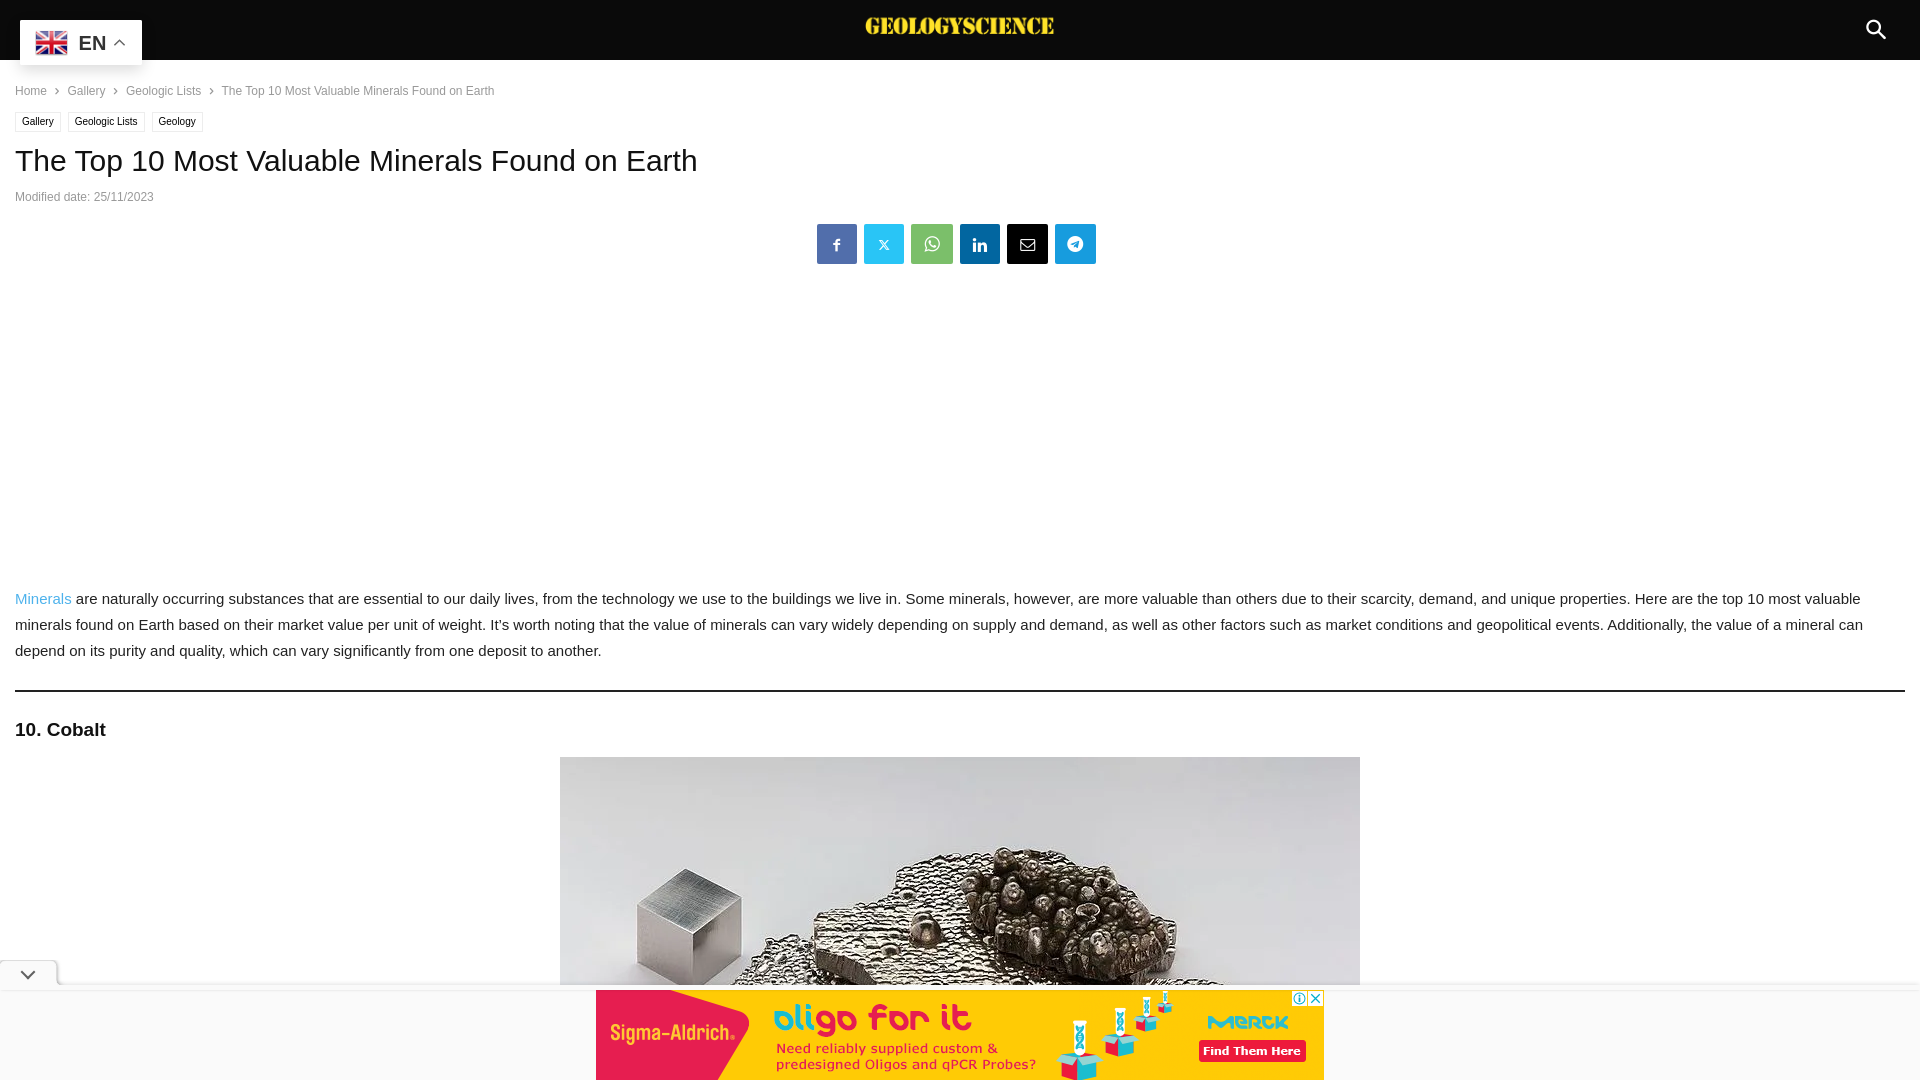 GEOLOGYSCIENCE
EN
Home > Gallery > Geologic Lists > The Top 10 Most Valuable Minerals Found on Earth
Gallery Geologic Lists Geology
The Top 10 Most Valuable Minerals Found on Earth
Modified date: 25/11/2023
Minerals are naturally occurring substances that are essential to our daily lives, from the technology we use to the buildings we live in. Some minerals, however, are more valuable than others due to their scarcity, demand, and unique properties. Here are the top 10 most valuable
minerals found on Earth based on their market value per unit of weight. It’s worth noting that the value of minerals can vary widely depending on supply and demand, as well as other factors such as market conditions and geopolitical events. Additionally, the value of a mineral can
depend on its purity and quality, which can vary significantly from one deposit to another.
10. Cobalt
Sigma-Aldrich®
oligo for it
Need reliably supplied custom &
predesigned Oligos and qPCR Probes?
Merck
Find Them Here